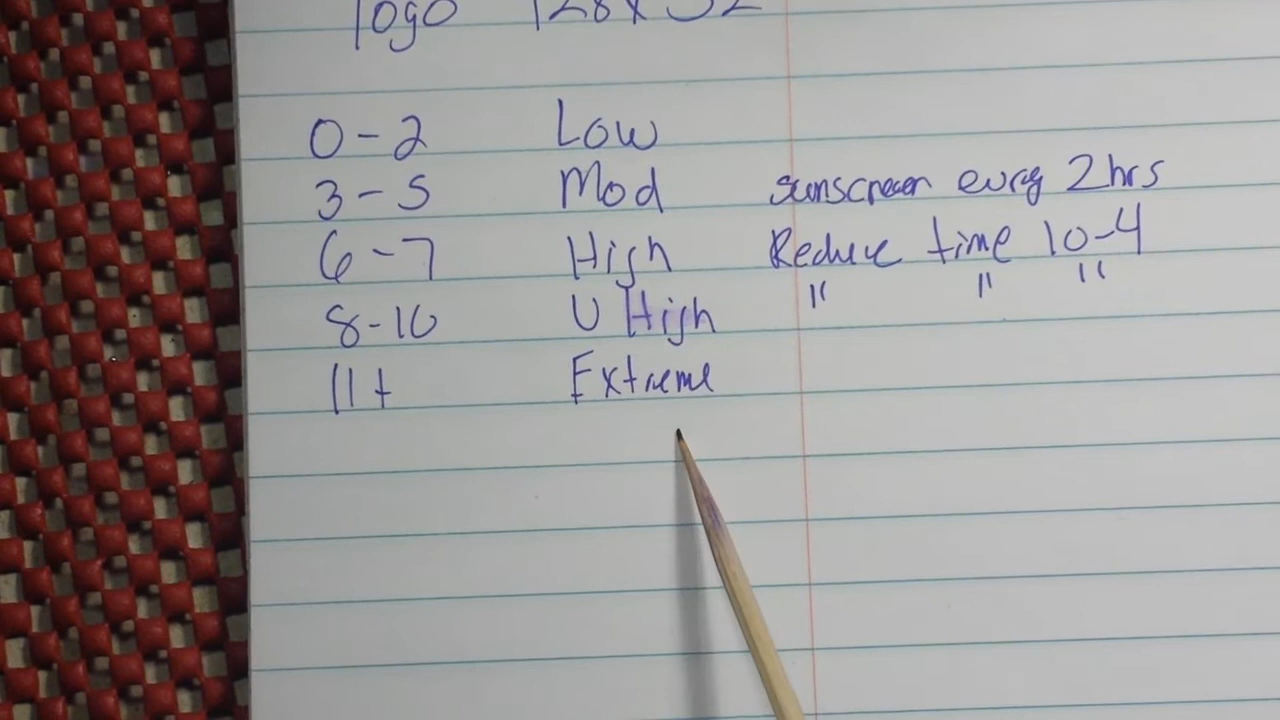 logo 128x32
0-2 Low
3-5 Mod sunscreen evry 2hrs
6-7 High Reduce time 10-4
8-10 V High " " "
11+ Extreme